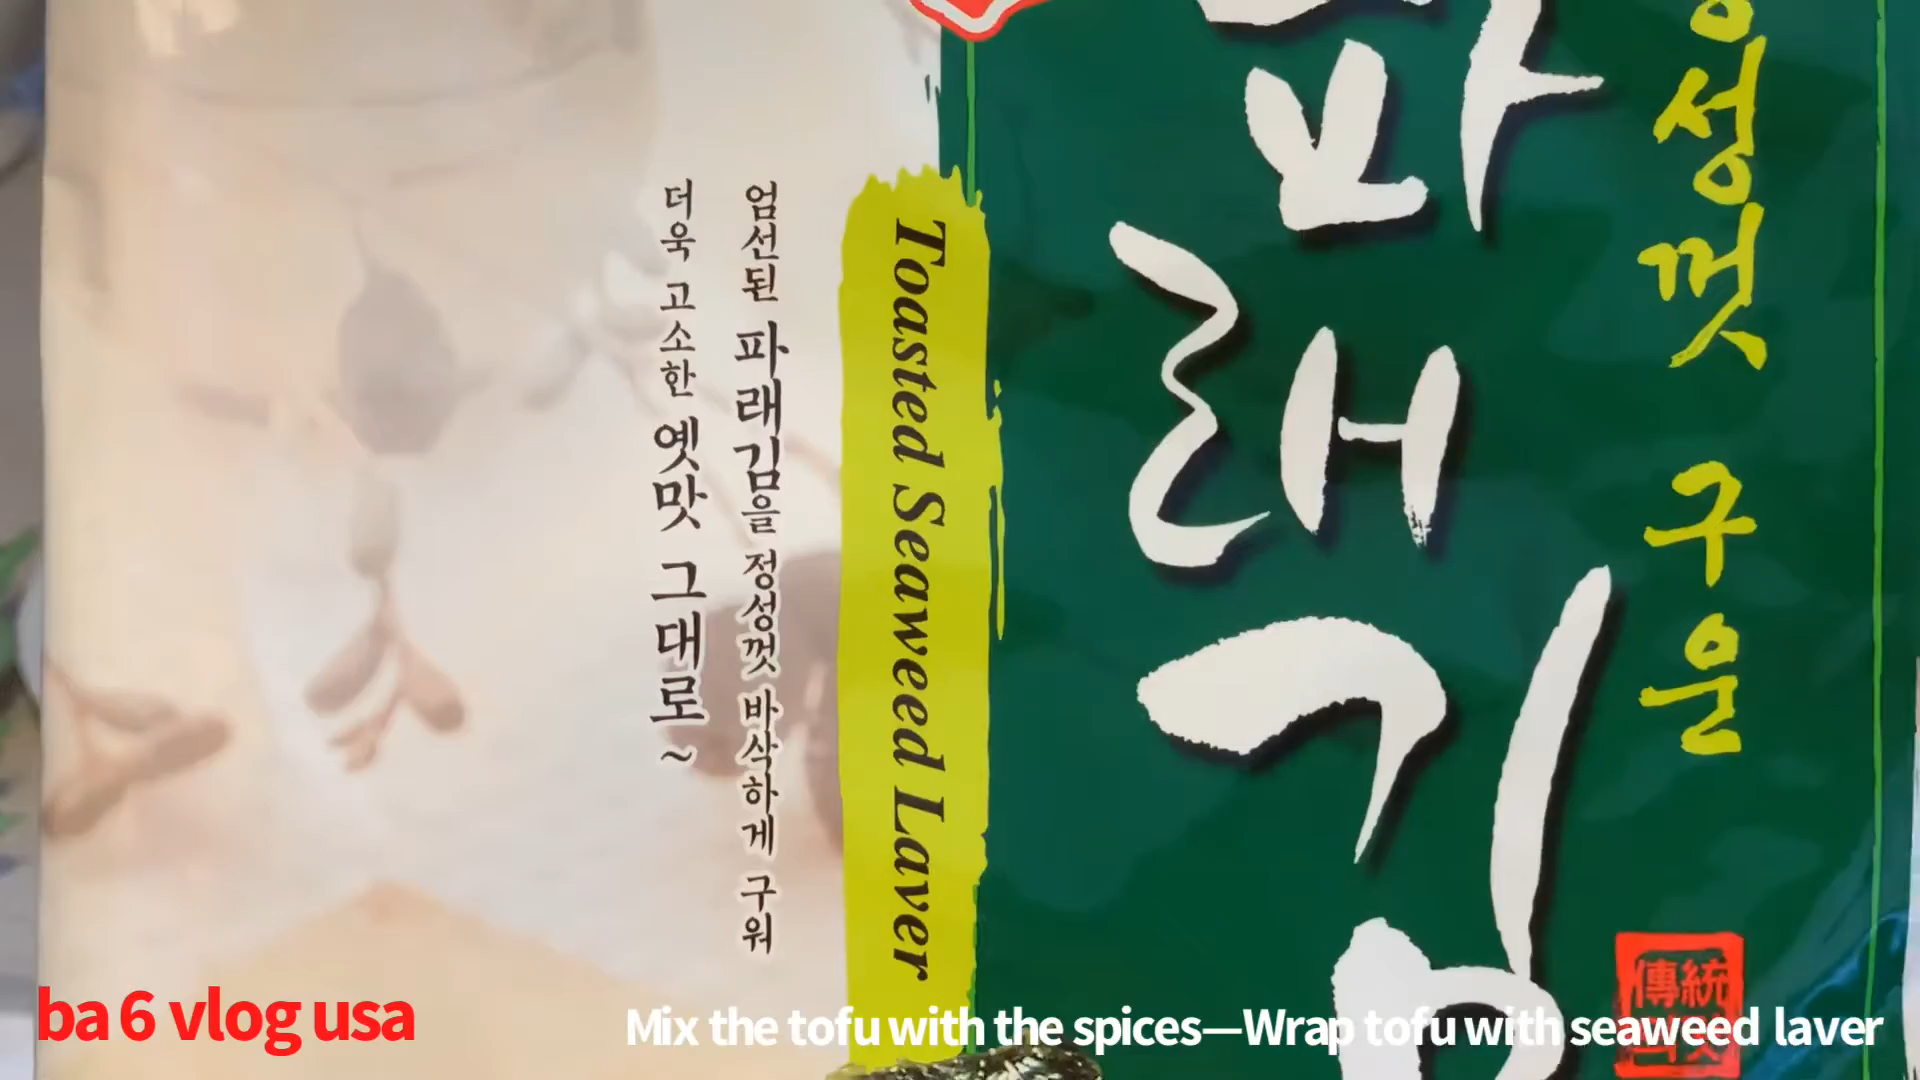 성껏 구운
파래김
Toasted Seaweed Laver
엄선된 파래김을 정성껏 바삭하게 구워
더욱 고소한 옛맛 그대로~
傳統
ba 6 vlog usa
Mix the tofu with the spices—Wrap tofu with seaweed laver